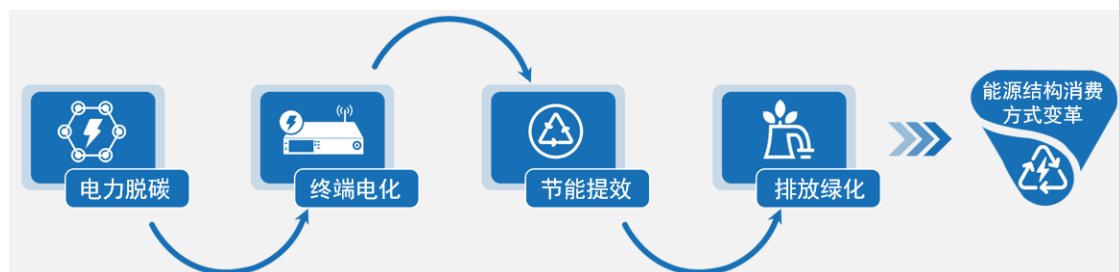 电力脱碳
终端电化
节能提效
排放绿化
能源结构消费
方式变革